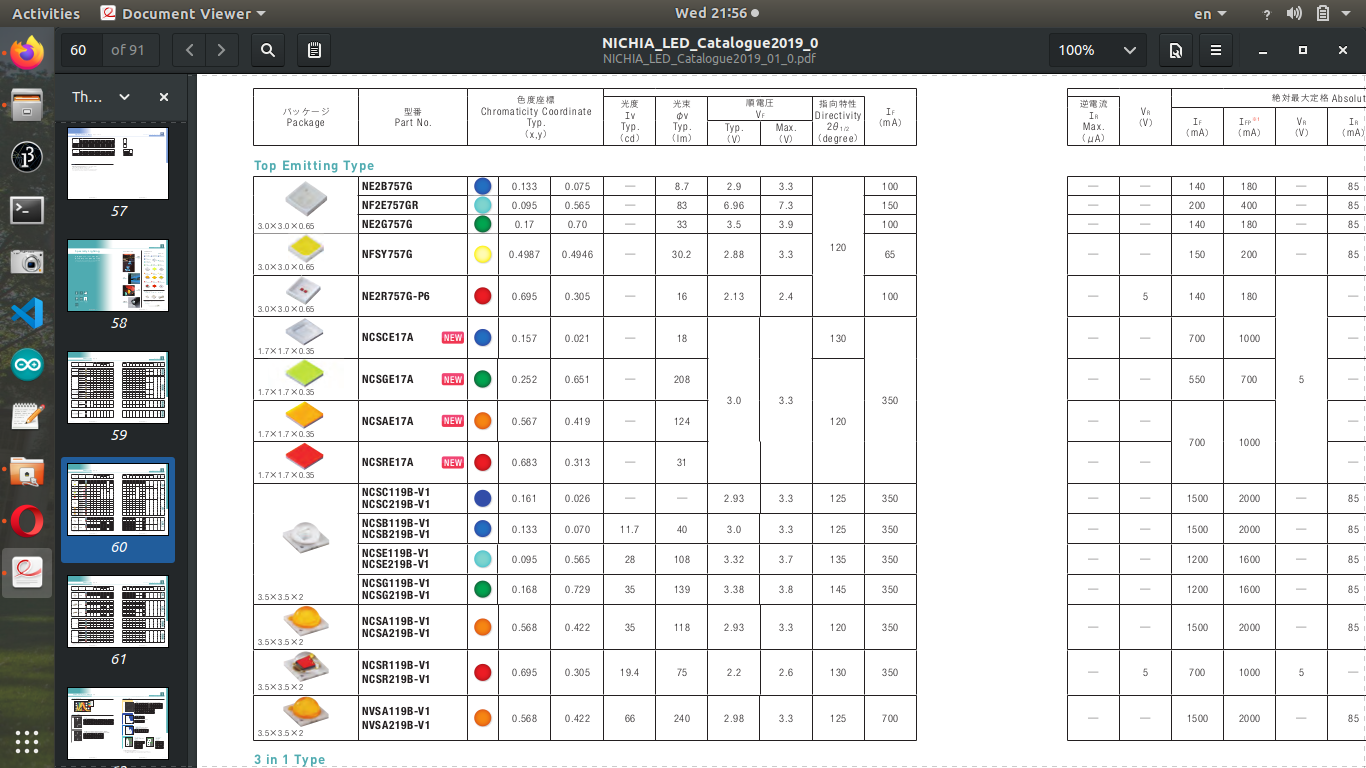 Activities Document Viewer Wed 21:56 en ?
60 of 91 NICHIA_LED_Catalogue2019_0 100%
NICHIA_LED_Catalogue2019_01_0.pdf
Th...
57
58
59
60
61
パッケージ Package 型番 Part No. 色度座標 Chromaticity Coordinate Typ. (x,y) 光度 Iv Typ. (cd) 光束 φv Typ. (lm) 順電圧 VF Typ. (V) Max. (V) 指向特性 Directivity 2θ1/2 (degree) IF (mA) 逆電流 IR Max. (μA) VR (V) 絶対最大定格 Absolut IF (mA) IFP※1 (mA) VR (V) IR (mA)
Top Emitting Type
NE2B757G 0.133 0.075 — 8.7 2.9 3.3 100 — — 140 180 — 85
NF2E757GR 0.095 0.565 — 83 6.96 7.3 150 — — 200 400 — 85
3.0×3.0×0.65 NE2G757G 0.17 0.70 — 33 3.5 3.9 100 — — 140 180 — 85
120
3.0×3.0×0.65 NFSY757G 0.4987 0.4946 — 30.2 2.88 3.3 65 — — 150 200 — 85
3.0×3.0×0.65 NE2R757G-P6 0.695 0.305 — 16 2.13 2.4 100 — 5 140 180 85
1.7×1.7×0.35 NCSCE17A NEW 0.157 0.021 — 18 130 — — 700 1000 —
1.7×1.7×0.35 NCSGE17A NEW 0.252 0.651 — 208 — — 550 700 5 —
3.0 3.3 350
1.7×1.7×0.35 NCSAE17A NEW 0.567 0.419 — 124 120 — — —
700 1000
1.7×1.7×0.35 NCSRE17A NEW 0.683 0.313 — 31 — — —
NCSC119B-V1
NCSC219B-V1 0.161 0.026 — — 2.93 3.3 125 350 — — 1500 2000 — 85
NCSB119B-V1
NCSB219B-V1 0.133 0.070 11.7 40 3.0 3.3 125 350 — — 1500 2000 — 85
NCSE119B-V1
NCSE219B-V1 0.095 0.565 28 108 3.32 3.7 135 350 — — 1200 1600 — 85
NCSG119B-V1
3.5×3.5×2 NCSG219B-V1 0.168 0.729 35 139 3.38 3.8 145 350 — — 1200 1600 — 85
NCSA119B-V1
3.5×3.5×2 NCSA219B-V1 0.568 0.422 35 118 2.93 3.3 120 350 — — 1500 2000 — 85
NCSR119B-V1
3.5×3.5×2 NCSR219B-V1 0.695 0.305 19.4 75 2.2 2.6 130 350 — 5 700 1000 5 85
NVSA119B-V1
3.5×3.5×2 NVSA219B-V1 0.568 0.422 66 240 2.98 3.3 125 700 — — 1500 2000 — 85
3 in 1 Type